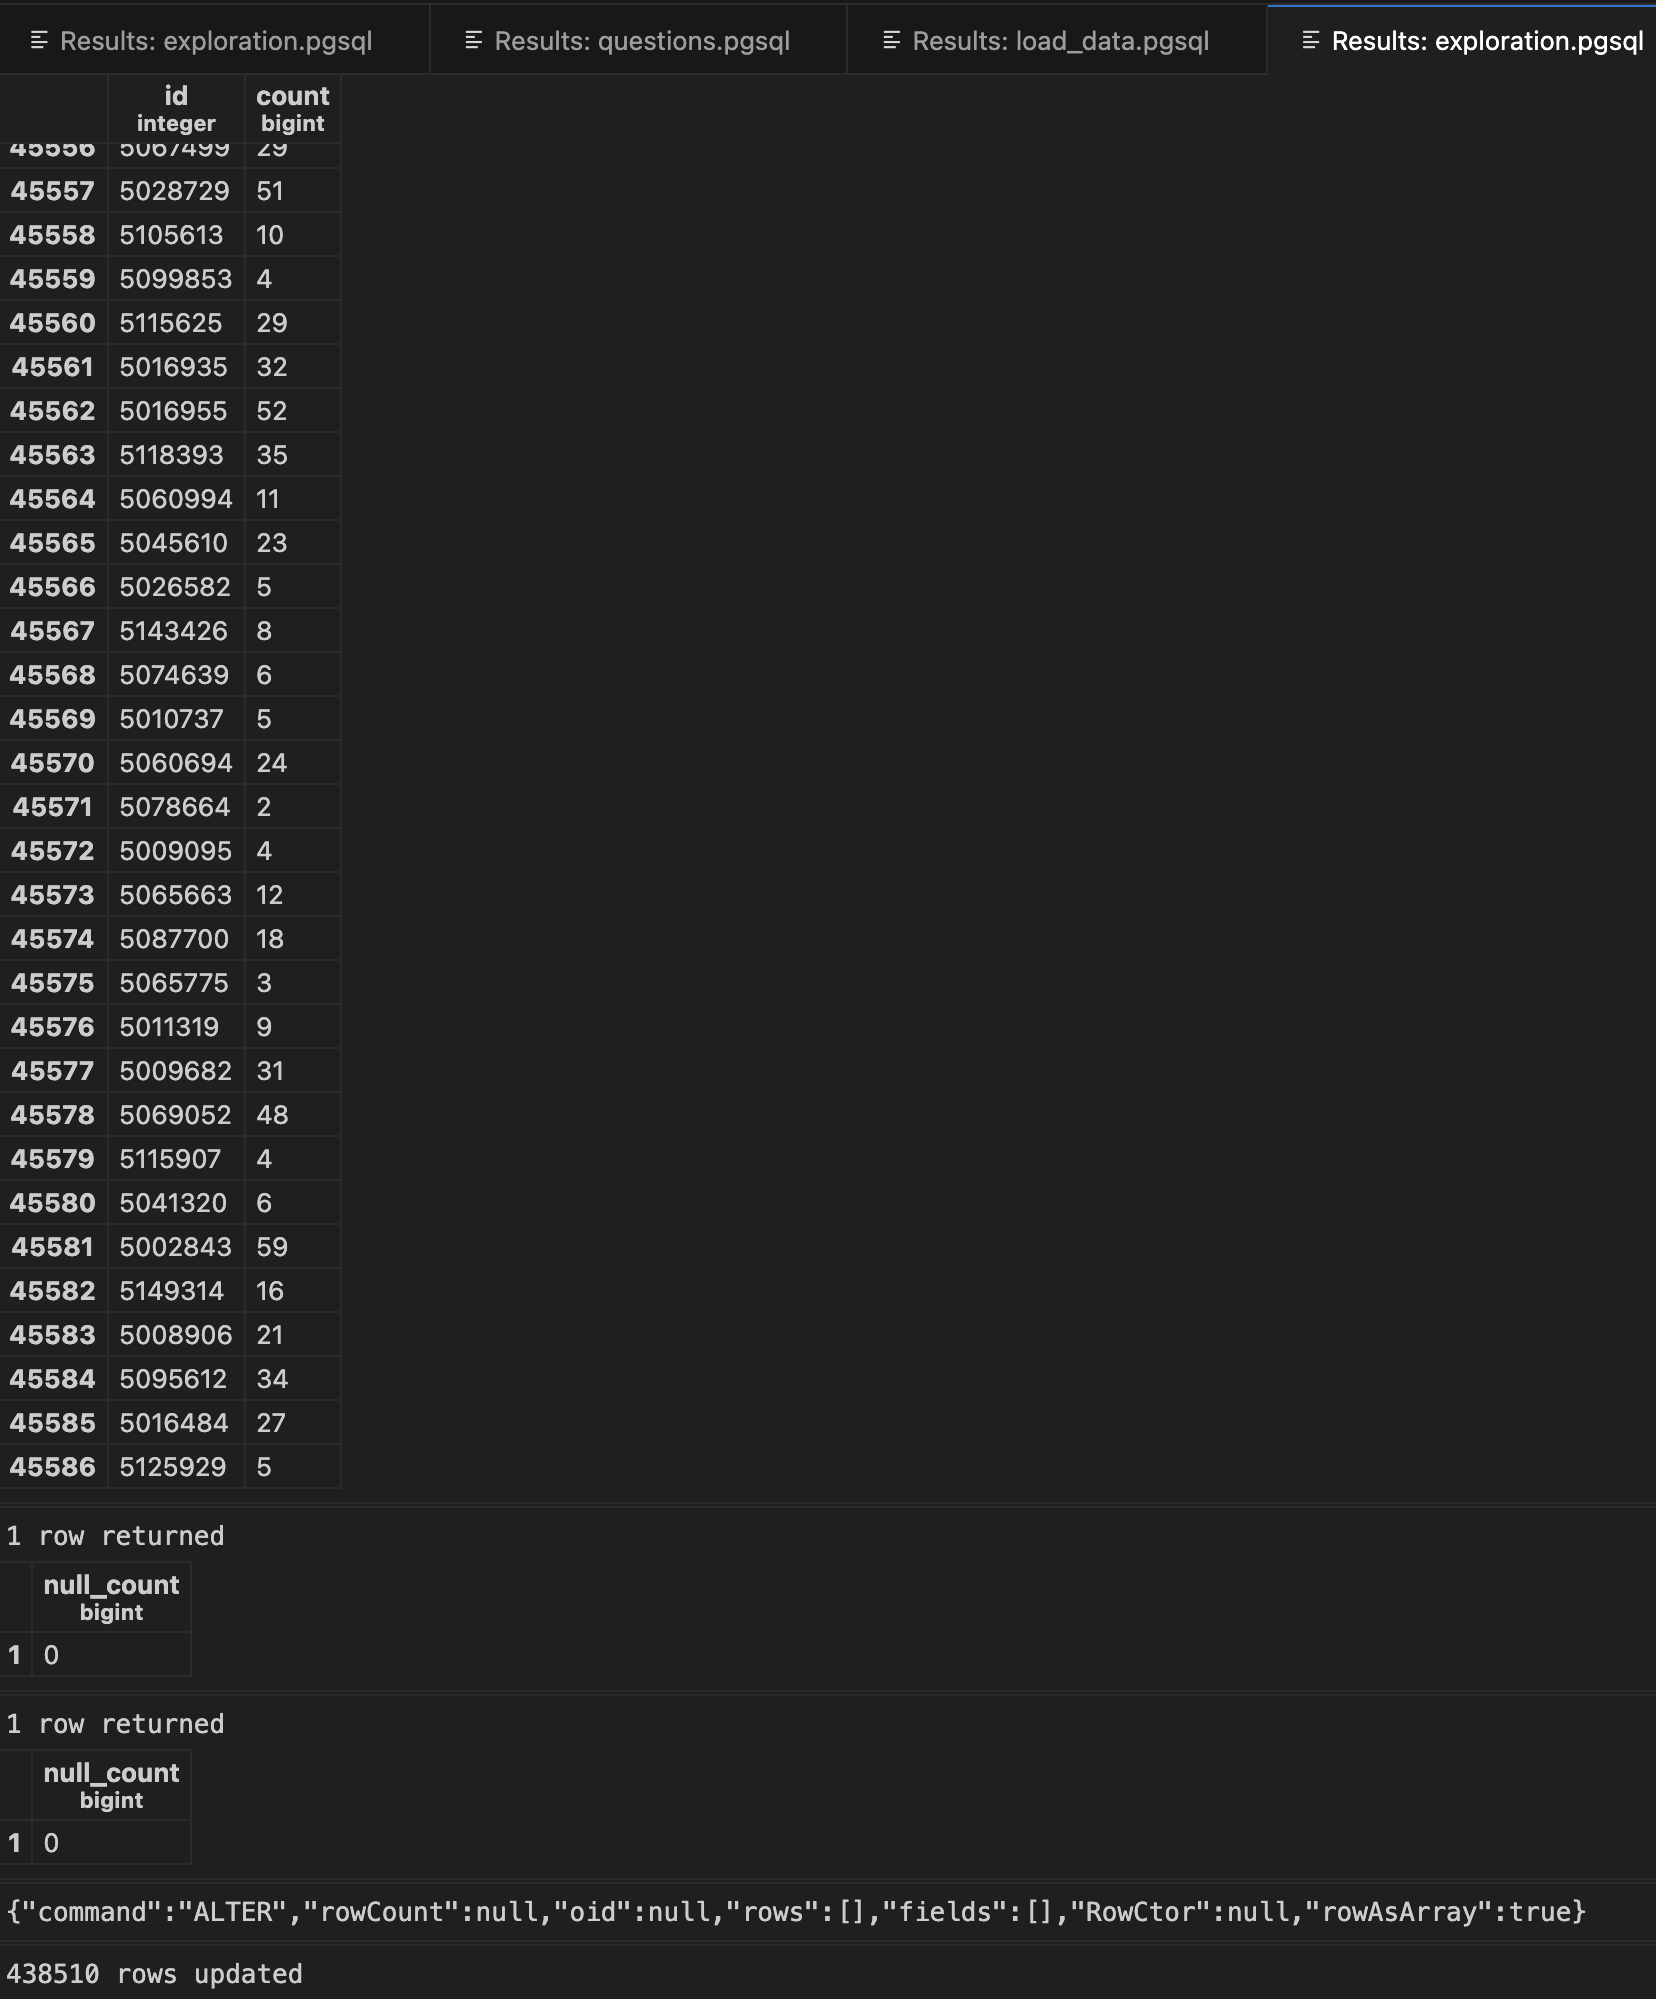 Results: exploration.pgsql Results: questions.pgsql Results: load_data.pgsql Results: exploration.pgsql
id count
integer bigint
45556 5067499 29
45557 5028729 51
45558 5105613 10
45559 5099853 4
45560 5115625 29
45561 5016935 32
45562 5016955 52
45563 5118393 35
45564 5060994 11
45565 5045610 23
45566 5026582 5
45567 5143426 8
45568 5074639 6
45569 5010737 5
45570 5060694 24
45571 5078664 2
45572 5009095 4
45573 5065663 12
45574 5087700 18
45575 5065775 3
45576 5011319 9
45577 5009682 31
45578 5069052 48
45579 5115907 4
45580 5041320 6
45581 5002843 59
45582 5149314 16
45583 5008906 21
45584 5095612 34
45585 5016484 27
45586 5125929 5
1 row returned
null_count
bigint
1 0
1 row returned
null_count
bigint
1 0
{"command":"ALTER","rowCount":null,"oid":null,"rows":[],"fields":[],"RowCtor":null,"rowAsArray":true}
438510 rows updated